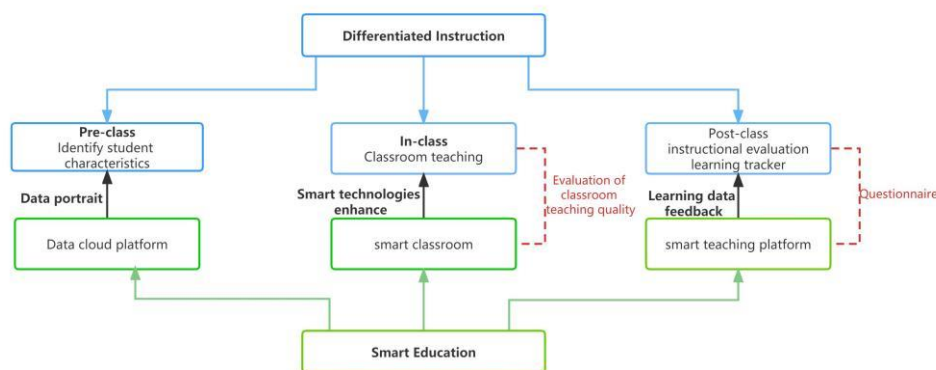 Differentiated Instruction
Pre-class
Identify student
characteristics
In-class
Classroom teaching
Post-class
instructional evaluation
learning tracker
Data portrait
Smart technologies
enhance
Evaluation of
classroom
teaching quality
Learning data
feedback
Questionnaire
Data cloud platform
smart classroom
smart teaching platform
Smart Education